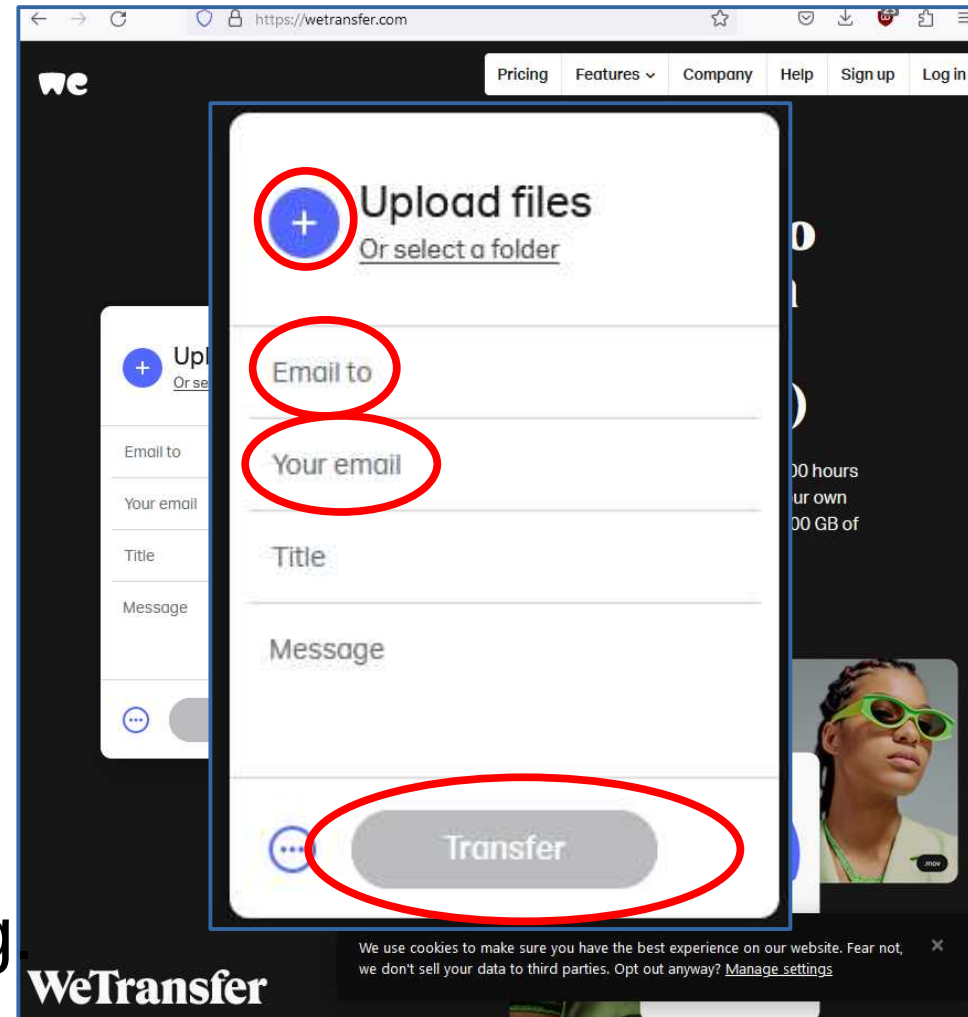 https://wetransfer.com
we
Pricing Features Company Help Sign up Log in
Upload files
Or select a folder
Email to
Your email
Title
Message
Transfer
Upl
Or se
Email to
Your email
Title
Message
o
)
00 hours
ur own
00 GB of
.mov
g.
We use cookies to make sure you have the best experience on our website. Fear not,
we don't sell your data to third parties. Opt out anyway? Manage settings
WeTransfer